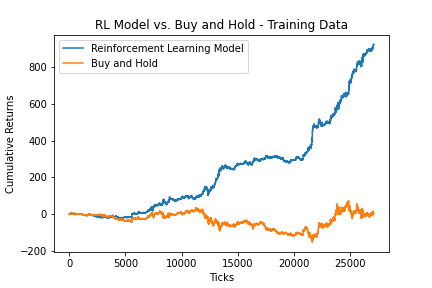 RL Model vs. Buy and Hold - Training Data
Reinforcement Learning Model
Buy and Hold
Cumulative Returns
800
600
400
200
0
−200
0
5000
10000
15000
20000
25000
Ticks